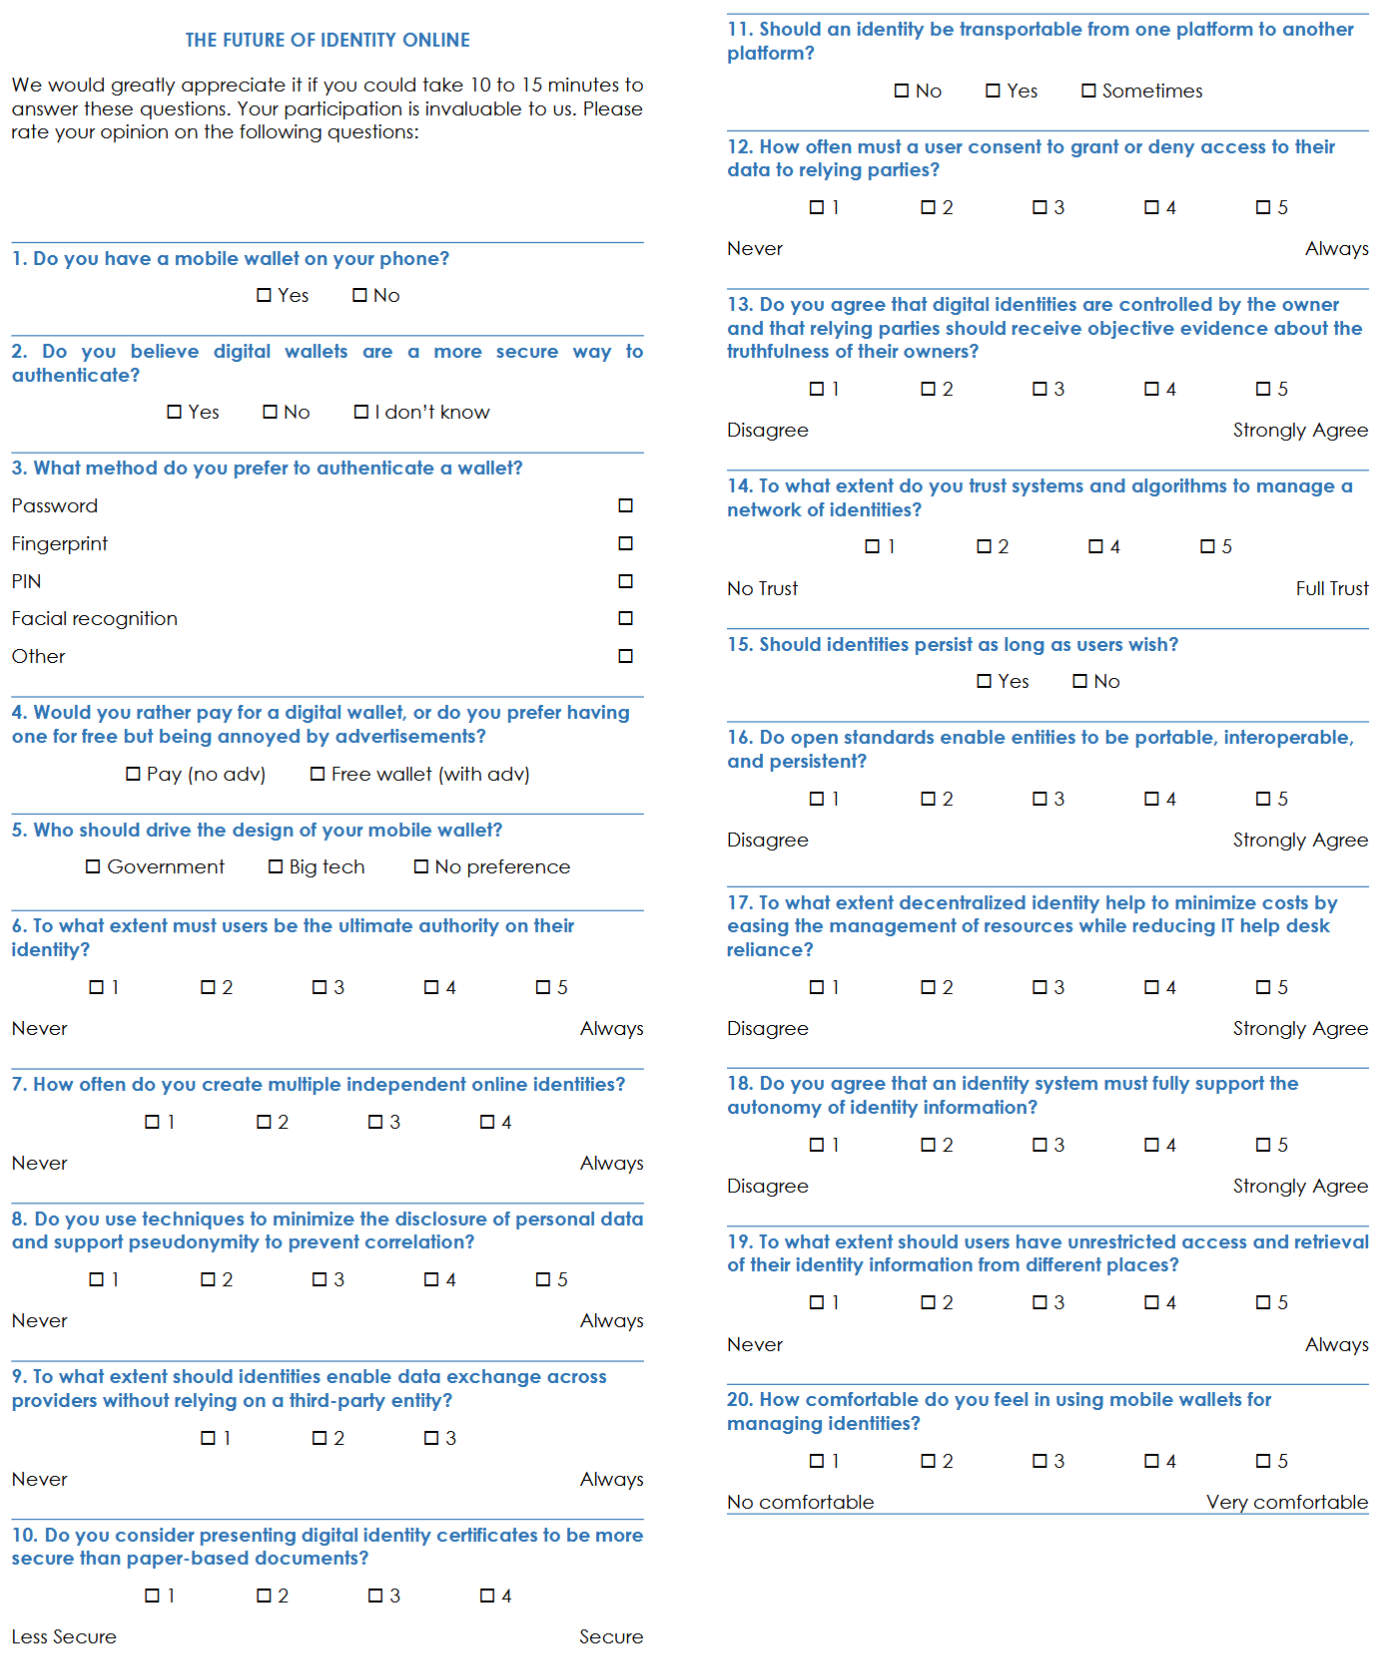 THE FUTURE OF IDENTITY ONLINE
We would greatly appreciate it if you could take 10 to 15 minutes to
answer these questions. Your participation is invaluable to us. Please
rate your opinion on the following questions:
1. Do you have a mobile wallet on your phone?
☐ Yes ☐ No
2. Do you believe digital wallets are a more secure way to
authenticate?
☐ Yes ☐ No ☐ I don't know
3. What method do you prefer to authenticate a wallet?
Password ☐
Fingerprint ☐
PIN ☐
Facial recognition ☐
Other ☐
4. Would you rather pay for a digital wallet, or do you prefer having
one for free but being annoyed by advertisements?
☐ Pay (no adv) ☐ Free wallet (with adv)
5. Who should drive the design of your mobile wallet?
☐ Government ☐ Big tech ☐ No preference
6. To what extent must users be the ultimate authority on their
identity?
☐ 1 ☐ 2 ☐ 3 ☐ 4 ☐ 5
Never Always
7. How often do you create multiple independent online identities?
☐ 1 ☐ 2 ☐ 3 ☐ 4
Never Always
8. Do you use techniques to minimize the disclosure of personal data
and support pseudonymity to prevent correlation?
☐ 1 ☐ 2 ☐ 3 ☐ 4 ☐ 5
Never Always
9. To what extent should identities enable data exchange across
providers without relying on a third-party entity?
☐ 1 ☐ 2 ☐ 3
Never Always
10. Do you consider presenting digital identity certificates to be more
secure than paper-based documents?
☐ 1 ☐ 2 ☐ 3 ☐ 4
Less Secure Secure
11. Should an identity be transportable from one platform to another
platform?
☐ No ☐ Yes ☐ Sometimes
12. How often must a user consent to grant or deny access to their
data to relying parties?
☐ 1 ☐ 2 ☐ 3 ☐ 4 ☐ 5
Never Always
13. Do you agree that digital identities are controlled by the owner
and that relying parties should receive objective evidence about the
truthfulness of their owners?
☐ 1 ☐ 2 ☐ 3 ☐ 4 ☐ 5
Disagree Strongly Agree
14. To what extent do you trust systems and algorithms to manage a
network of identities?
☐ 1 ☐ 2 ☐ 4 ☐ 5
No Trust Full Trust
15. Should identities persist as long as users wish?
☐ Yes ☐ No
16. Do open standards enable entities to be portable, interoperable,
and persistent?
☐ 1 ☐ 2 ☐ 3 ☐ 4 ☐ 5
Disagree Strongly Agree
17. To what extent decentralized identity help to minimize costs by
easing the management of resources while reducing IT help desk
reliance?
☐ 1 ☐ 2 ☐ 3 ☐ 4 ☐ 5
Disagree Strongly Agree
18. Do you agree that an identity system must fully support the
autonomy of identity information?
☐ 1 ☐ 2 ☐ 3 ☐ 4 ☐ 5
Disagree Strongly Agree
19. To what extent should users have unrestricted access and retrieval
of their identity information from different places?
☐ 1 ☐ 2 ☐ 3 ☐ 4 ☐ 5
Never Always
20. How comfortable do you feel in using mobile wallets for
managing identities?
☐ 1 ☐ 2 ☐ 3 ☐ 4 ☐ 5
No comfortable Very comfortable